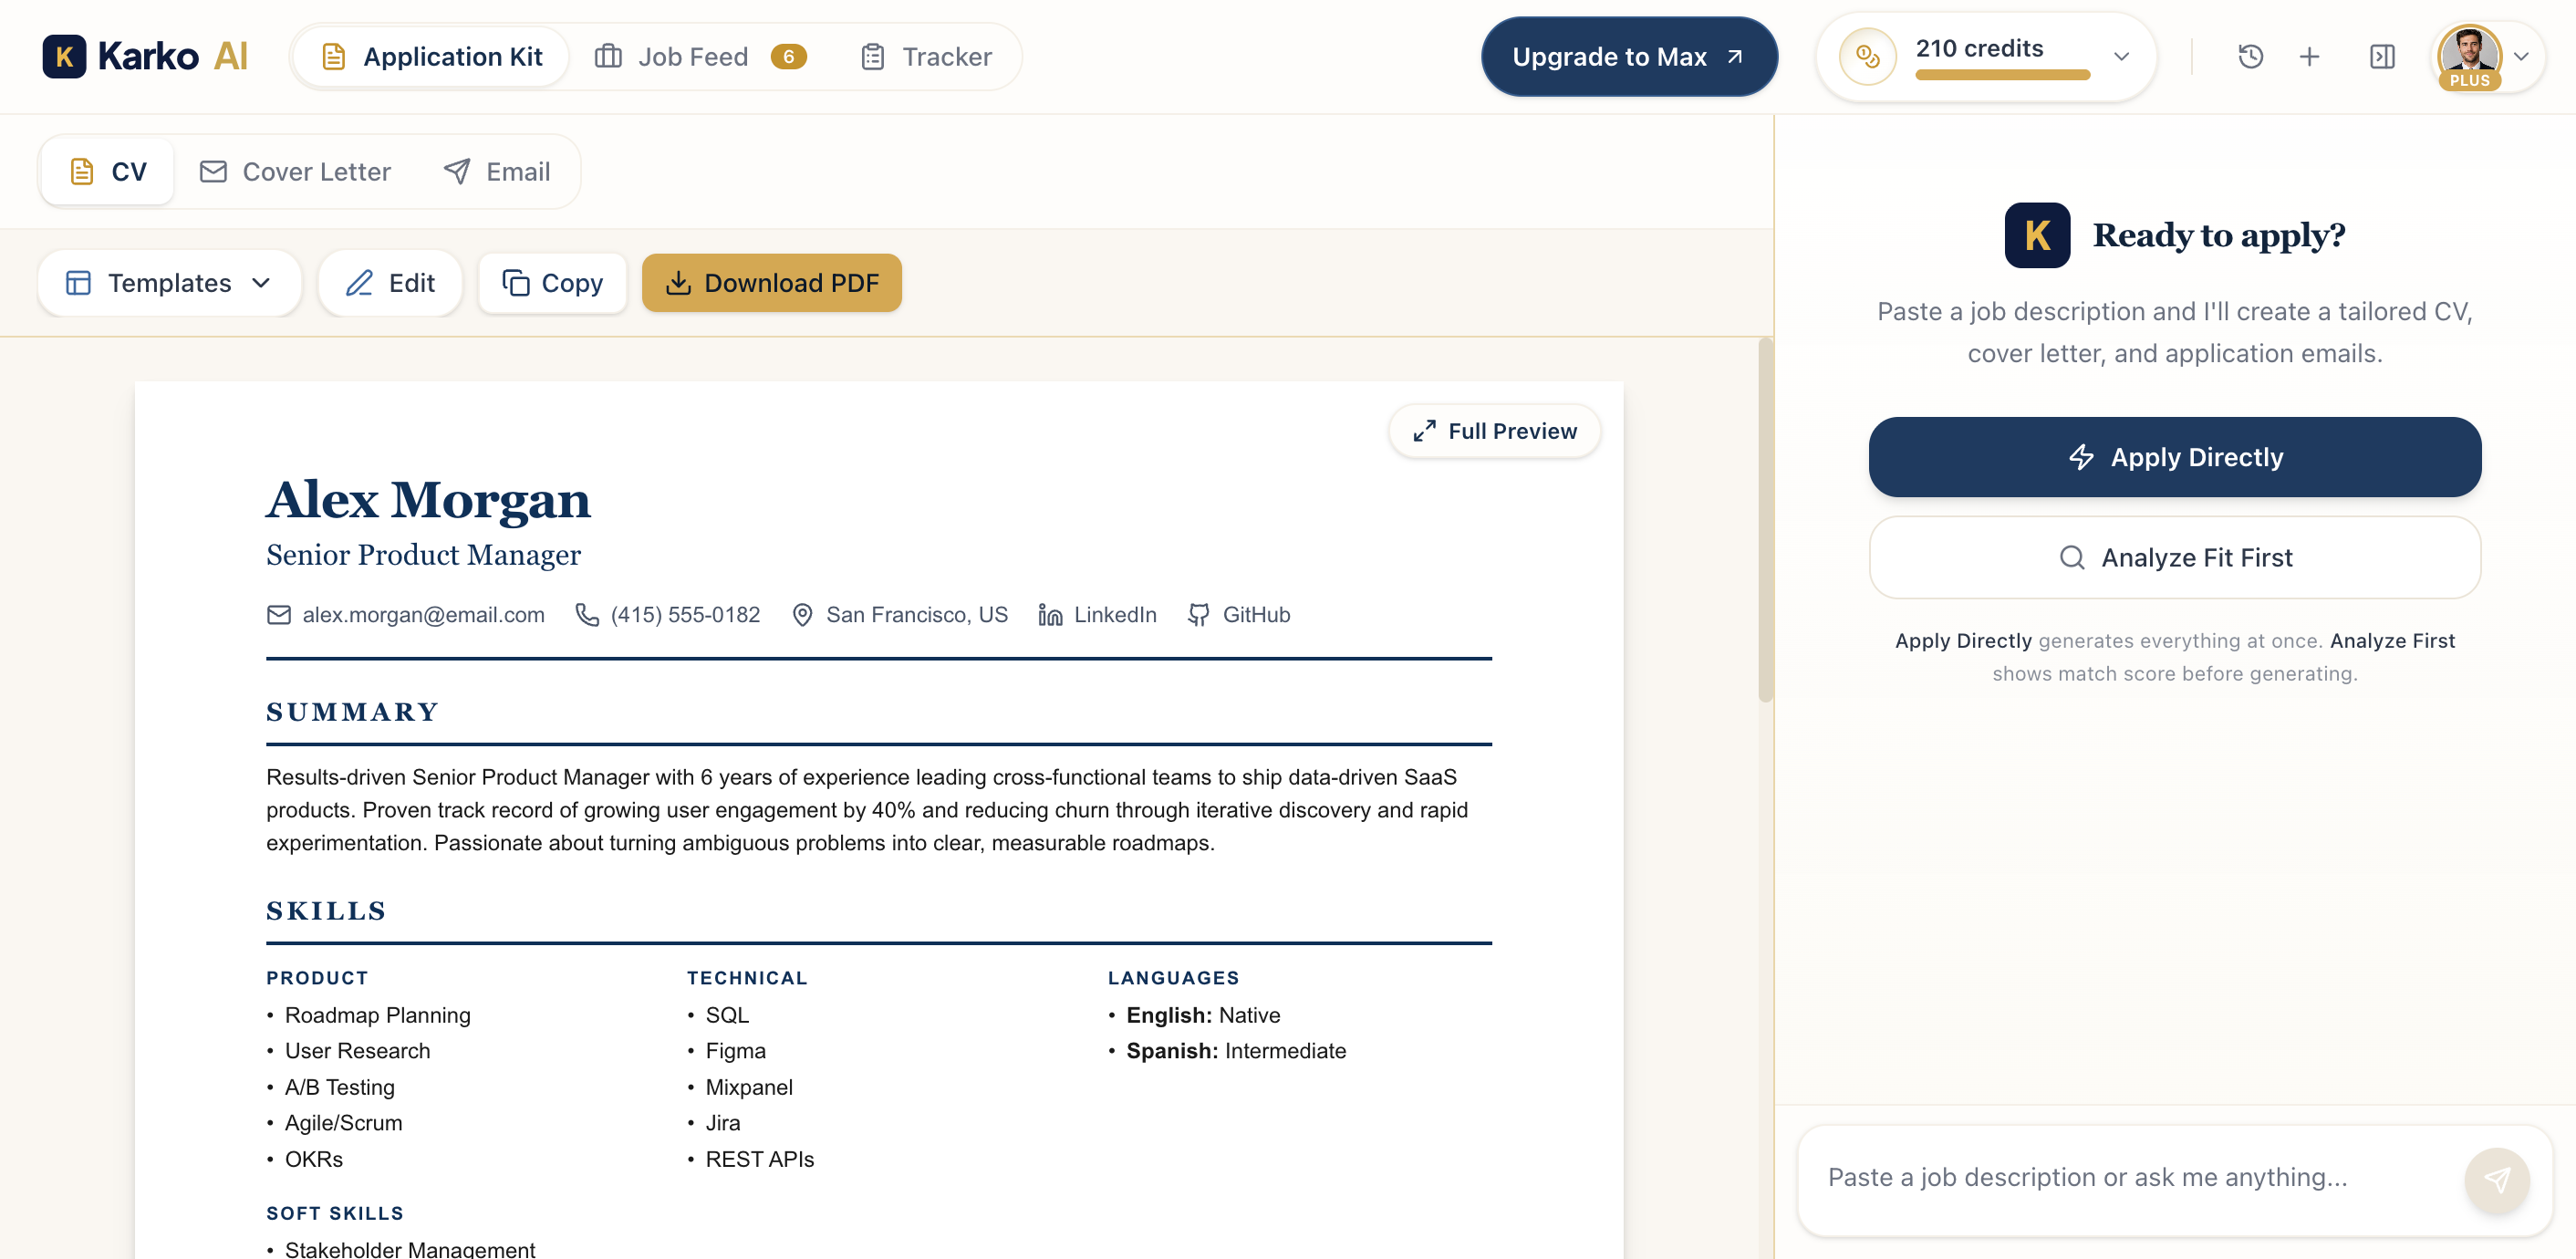 K Karko AI
Application Kit
Job Feed 6
Tracker
Upgrade to Max
210 credits
PLUS
CV
Cover Letter
Email
Templates
Edit
Copy
Download PDF
Full Preview
Alex Morgan
Senior Product Manager
alex.morgan@email.com (415) 555-0182 San Francisco, US LinkedIn GitHub
SUMMARY
Results-driven Senior Product Manager with 6 years of experience leading cross-functional teams to ship data-driven SaaS
products. Proven track record of growing user engagement by 40% and reducing churn through iterative discovery and rapid
experimentation. Passionate about turning ambiguous problems into clear, measurable roadmaps.
SKILLS
PRODUCT
• Roadmap Planning
• User Research
• A/B Testing
• Agile/Scrum
• OKRs
TECHNICAL
• SQL
• Figma
• Mixpanel
• Jira
• REST APIs
LANGUAGES
• English: Native
• Spanish: Intermediate
SOFT SKILLS
• Stakeholder Management
K Ready to apply?
Paste a job description and I'll create a tailored CV,
cover letter, and application emails.
Apply Directly
Analyze Fit First
Apply Directly generates everything at once. Analyze First
shows match score before generating.
Paste a job description or ask me anything...